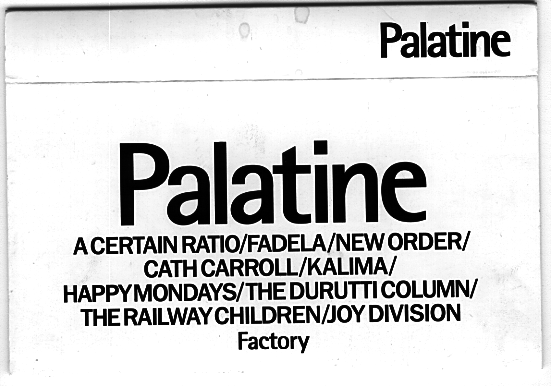 Palatine
Palatine
A CERTAIN RATIO/FADELA/NEW ORDER/
CATH CARROLL/KALIMA/
HAPPY MONDAYS/THE DURUTTI COLUMN/
THE RAILWAY CHILDREN/JOY DIVISION
Factory